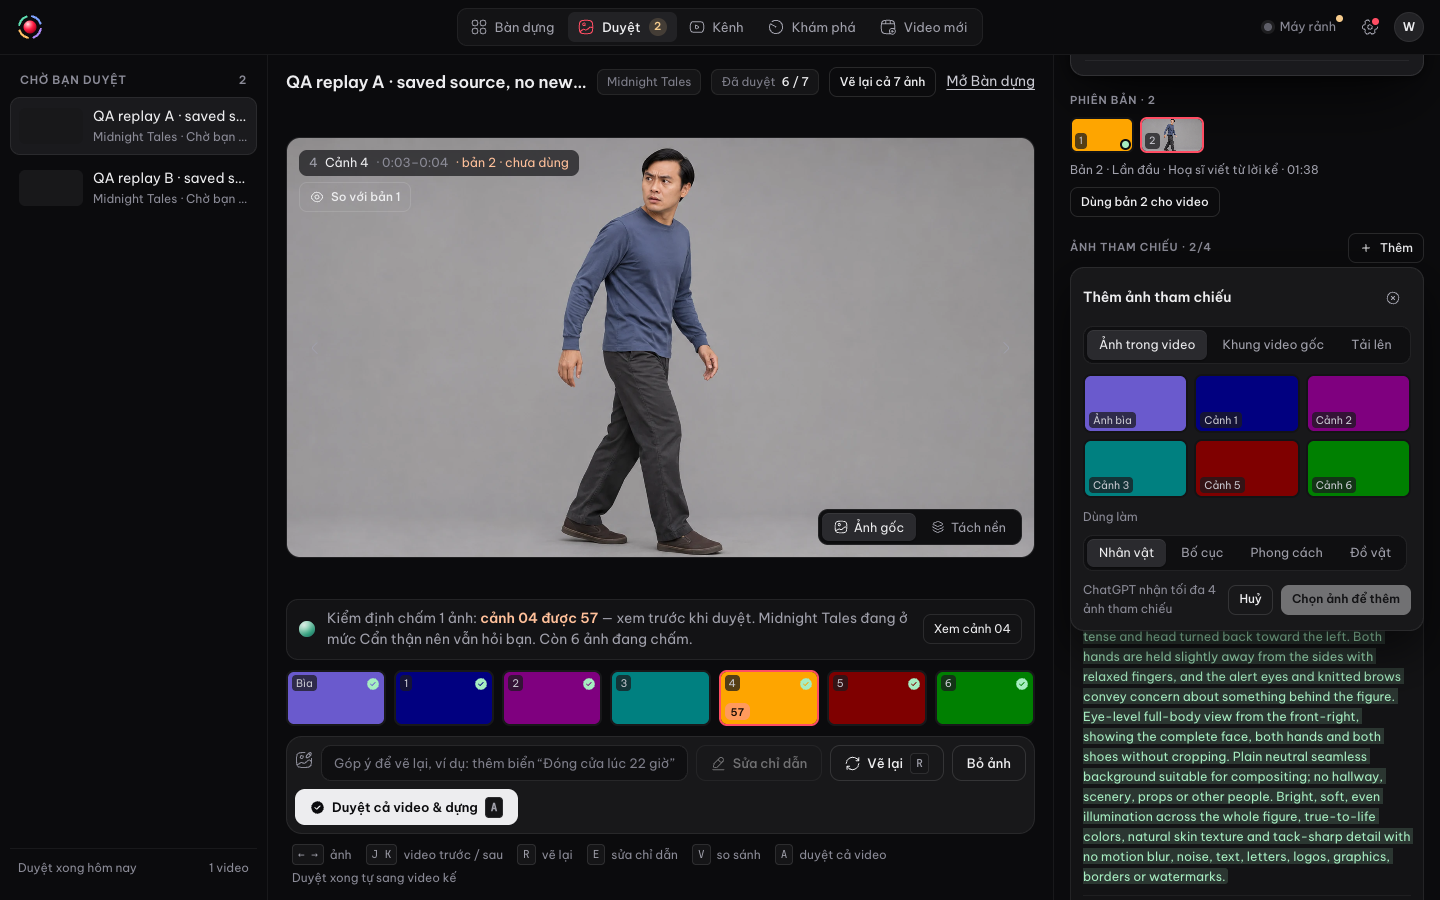 Bàn dựng
Duyệt 2
Kênh
Khám phá
Video mới
Máy rảnh
W
CHỜ BẠN DUYỆT 2
QA replay A · saved s...
Midnight Tales · Chờ bạn ...
QA replay B · saved s...
Midnight Tales · Chờ bạn ...
Duyệt xong hôm nay 1 video
QA replay A · saved source, no new...
Midnight Tales
Đã duyệt 6 / 7
Vẽ lại cả 7 ảnh
Mở Bàn dựng
4 Cảnh 4 · 0:03–0:04 · bản 2 · chưa dùng
So với bản 1
Ảnh gốc
Tách nền
Kiểm định chấm 1 ảnh: cảnh 04 được 57 — xem trước khi duyệt. Midnight Tales đang ở
mức Cẩn thận nên vẫn hỏi bạn. Còn 6 ảnh đang chấm.
Xem cảnh 04
Bìa
1
2
3
4
57
5
6
Góp ý để vẽ lại, ví dụ: thêm biển “Đóng cửa lúc 22 giờ”
Sửa chỉ dẫn
Vẽ lại R
Bỏ ảnh
Duyệt cả video & dựng A
← → ảnh
J K video trước / sau
R vẽ lại
E sửa chỉ dẫn
V so sánh
A duyệt cả video
Duyệt xong tự sang video kế
PHIÊN BẢN · 2
1
2
Bản 2 · Lần đầu · Hoạ sĩ viết từ lời kể · 01:38
Dùng bản 2 cho video
ẢNH THAM CHIẾU · 2/4
+ Thêm
Thêm ảnh tham chiếu
Ảnh trong video
Khung video gốc
Tải lên
Ảnh bìa
Cảnh 1
Cảnh 2
Cảnh 3
Cảnh 5
Cảnh 6
Dùng làm
Nhân vật
Bố cục
Phong cách
Đồ vật
ChatGPT nhận tối đa 4
ảnh tham chiếu
Huỷ
Chọn ảnh để thêm
tense and head turned back toward the left. Both
hands are held slightly away from the sides with
relaxed fingers, and the alert eyes and knitted brows
convey concern about something behind the figure.
Eye-level full-body view from the front-right,
showing the complete face, both hands and both
shoes without cropping. Plain neutral seamless
background suitable for compositing; no hallway,
scenery, props or other people. Bright, soft, even
illumination across the whole figure, true-to-life
colors, natural skin texture and tack-sharp detail with
no motion blur, noise, text, letters, logos, graphics,
borders or watermarks.